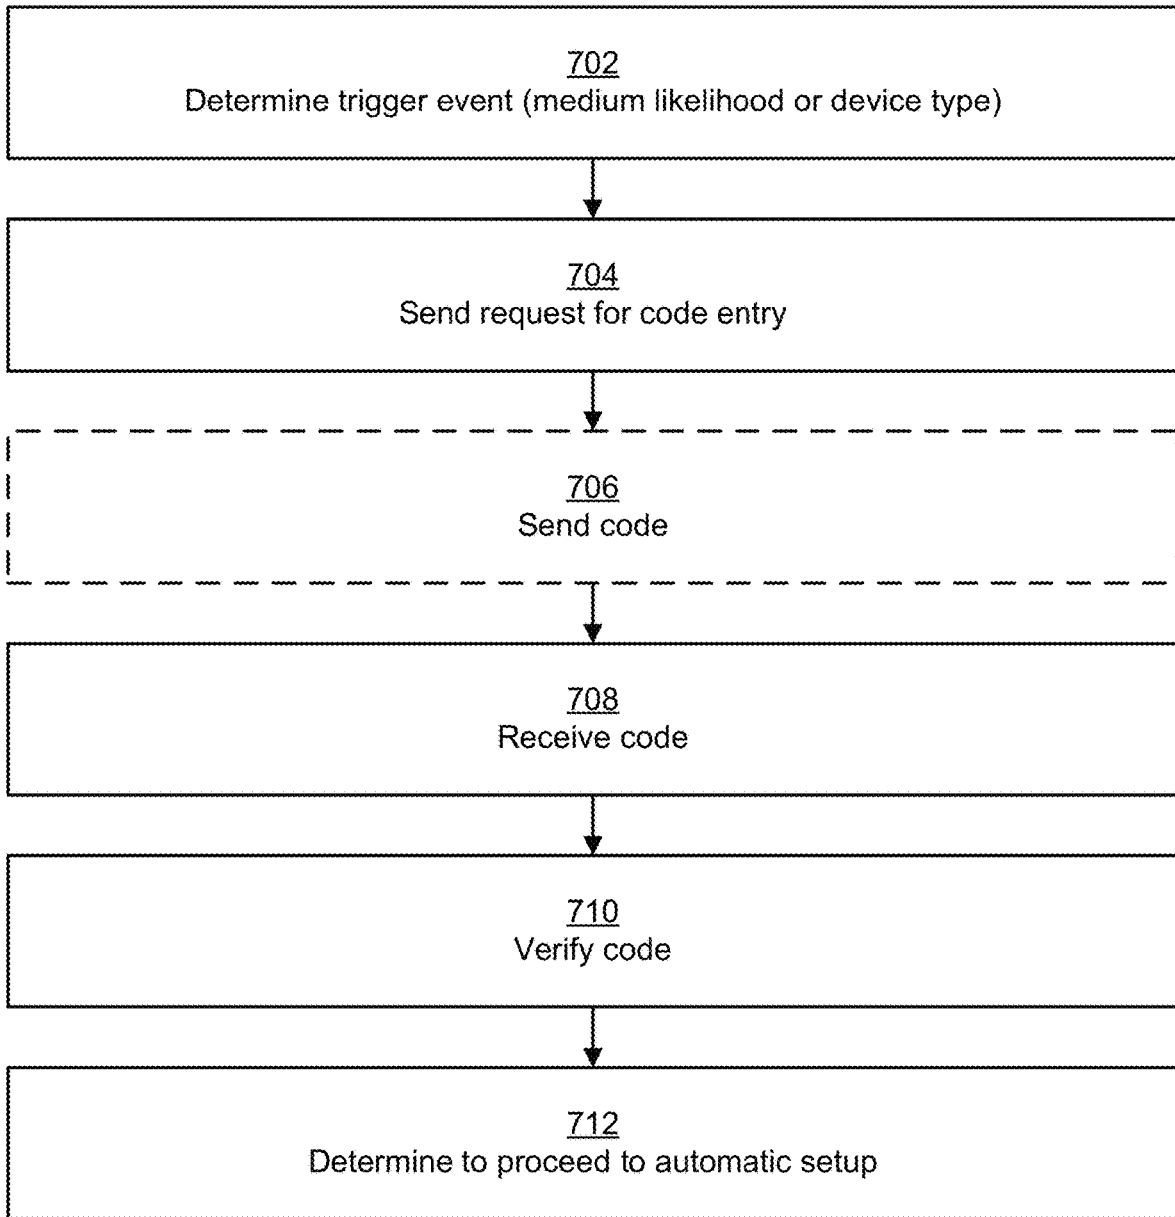 702
Determine trigger event (medium likelihood or device type)
704
Send request for code entry
706
Send code
708
Receive code
710
Verify code
712
Determine to proceed to automatic setup